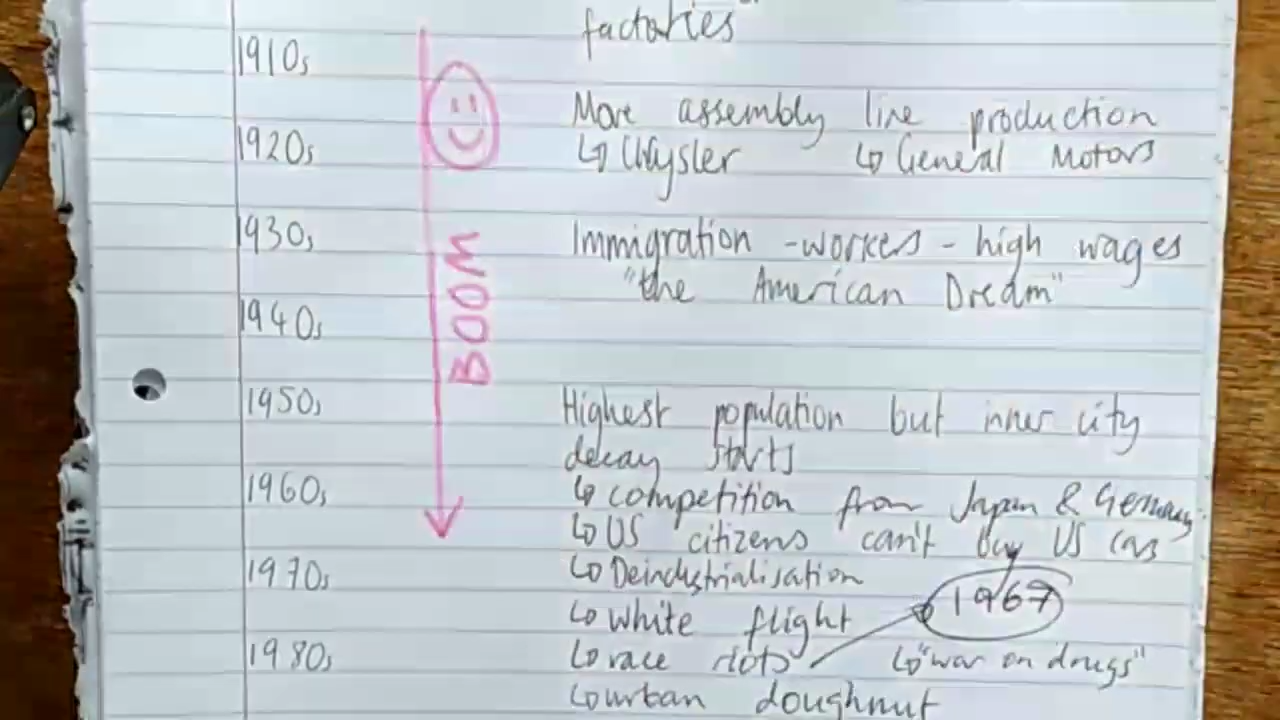 factories"
1910s
More assembly line production
1920s
↳ Chrysler ↳ General Motors
1930s
Immigration - workers - high wages
"the American Dream"
1940s
BOOM
1950s
Highest population but inner city
decay starts
1960s
↳ competition from Japan & Germany
↳ US citizens can't buy US cars
1970s
↳ Deindustrialisation
1967
↳ white flight
1980s
↳ race riots ↳ "war on drugs"
↳ urban doughnut